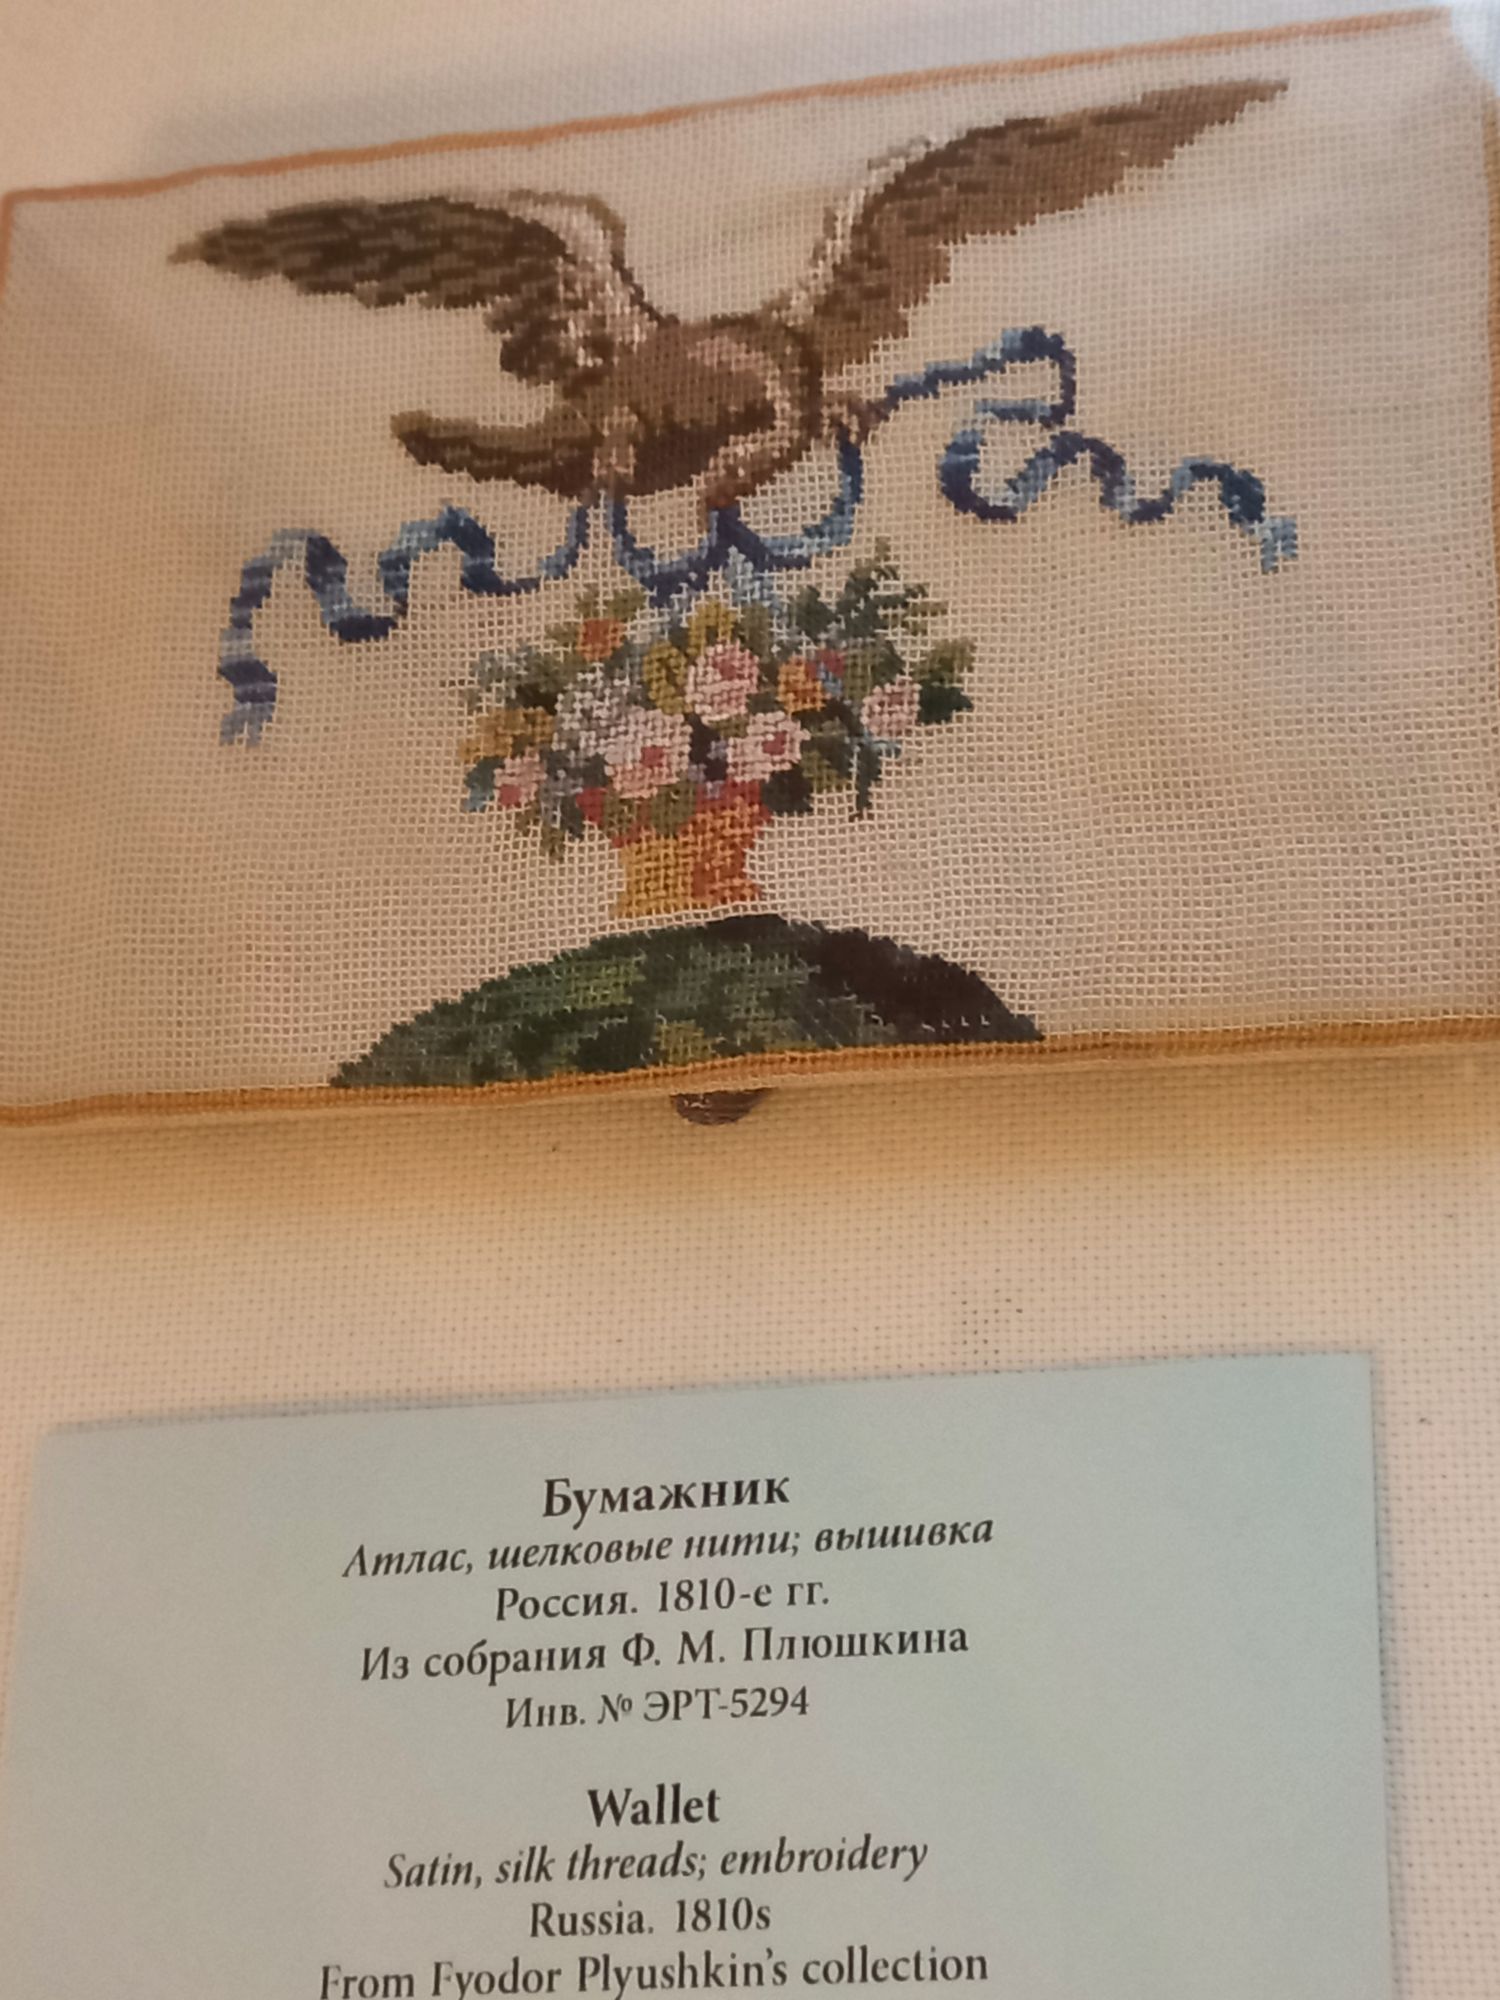 Бумажник
Атлас, шелковые нити; вышивка
Россия. 1810-е гг.
Из собрания Ф. М. Плюшкина
Инв. № ЭРТ-5294
Wallet
Satin, silk threads; embroidery
Russia. 1810s
From Fyodor Plyushkin's collection